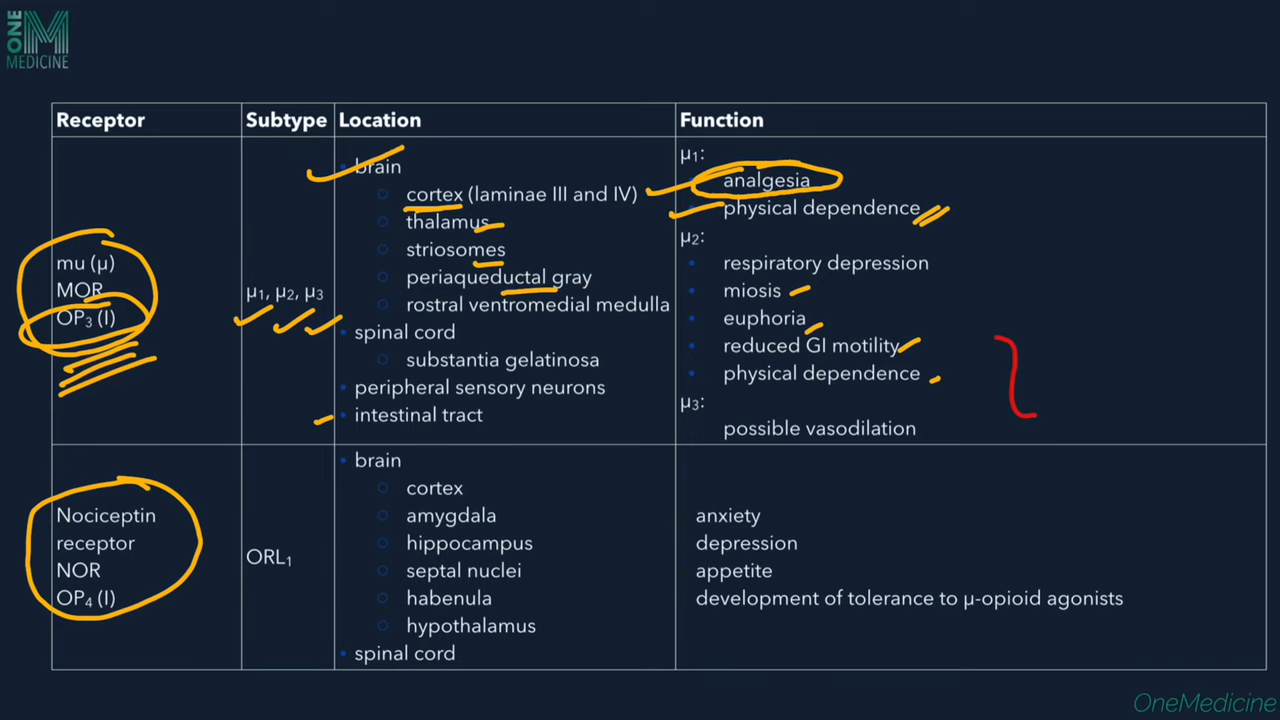 ONE
MEDICINE
Receptor
Subtype
Location
Function
mu (μ)
MOR
OP₃ (I)
μ₁, μ₂, μ₃
• brain
○ cortex (laminae III and IV)
○ thalamus
○ striosomes
○ periaqueductal gray
○ rostral ventromedial medulla
• spinal cord
○ substantia gelatinosa
• peripheral sensory neurons
• intestinal tract
μ₁:
• analgesia
• physical dependence
μ₂:
• respiratory depression
• miosis
• euphoria
• reduced GI motility
• physical dependence
μ₃:
possible vasodilation
Nociceptin
receptor
NOR
OP₄ (I)
ORL₁
• brain
○ cortex
○ amygdala
○ hippocampus
○ septal nuclei
○ habenula
○ hypothalamus
• spinal cord
anxiety
depression
appetite
development of tolerance to μ-opioid agonists
OneMedicine